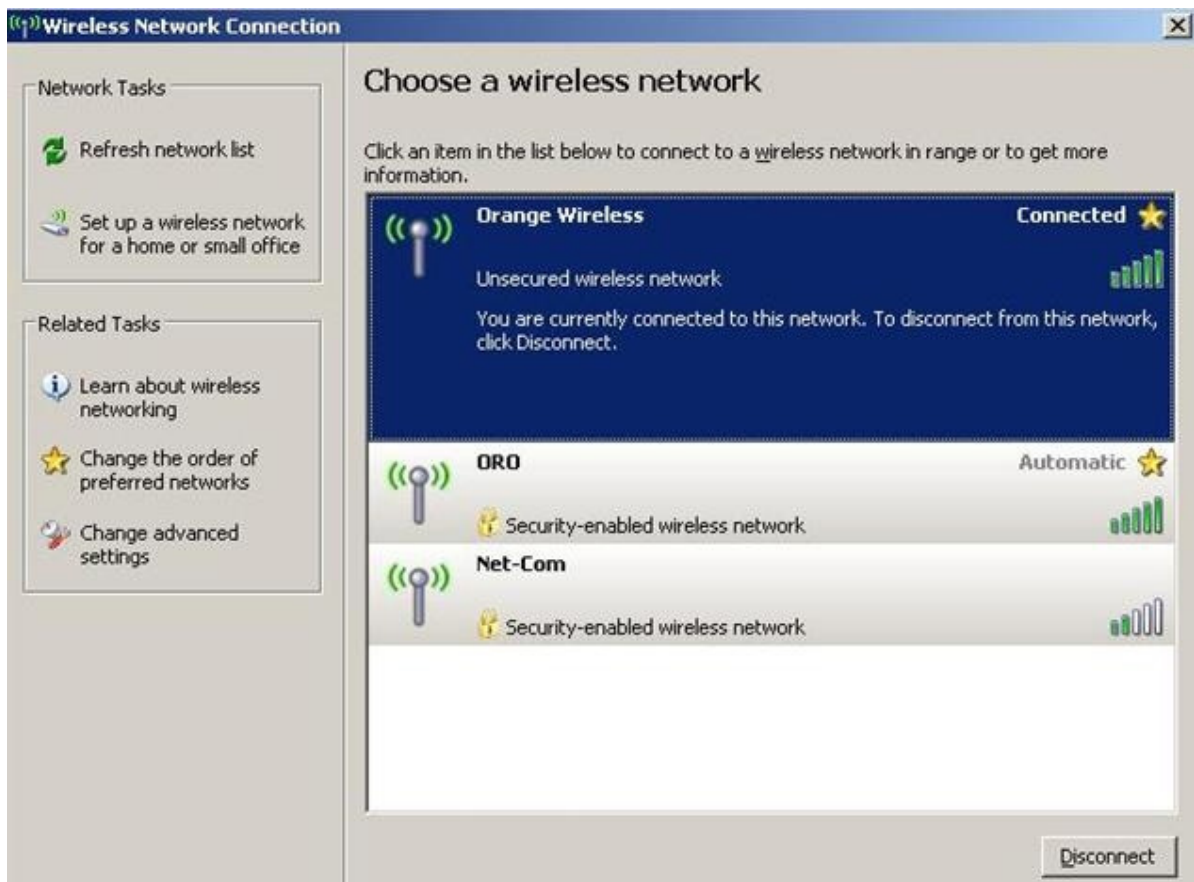 Wireless Network Connection
Network Tasks
Refresh network list
Set up a wireless network
for a home or small office
Related Tasks
Learn about wireless
networking
Change the order of
preferred networks
Change advanced
settings
Choose a wireless network
Click an item in the list below to connect to a wireless network in range or to get more
information.
Orange Wireless Connected
Unsecured wireless network
You are currently connected to this network. To disconnect from this network,
click Disconnect.
ORO Automatic
Security-enabled wireless network
Net-Com
Security-enabled wireless network
Disconnect